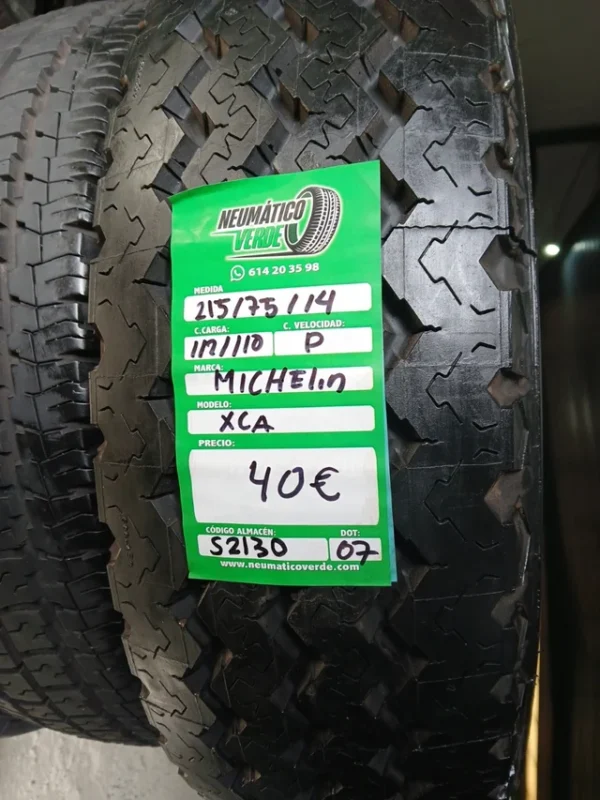 NEUMÁTICO
VERDE
614 20 35 98
MEDIDA
215/75/14
C.CARGA: C. VELOCIDAD:
112/110 P
MARCA:
MICHELin
MODELO:
XCA
PRECIO:
40€
CÓDIGO ALMACÉN: DOT:
S2130 07
www.neumaticoverde.com